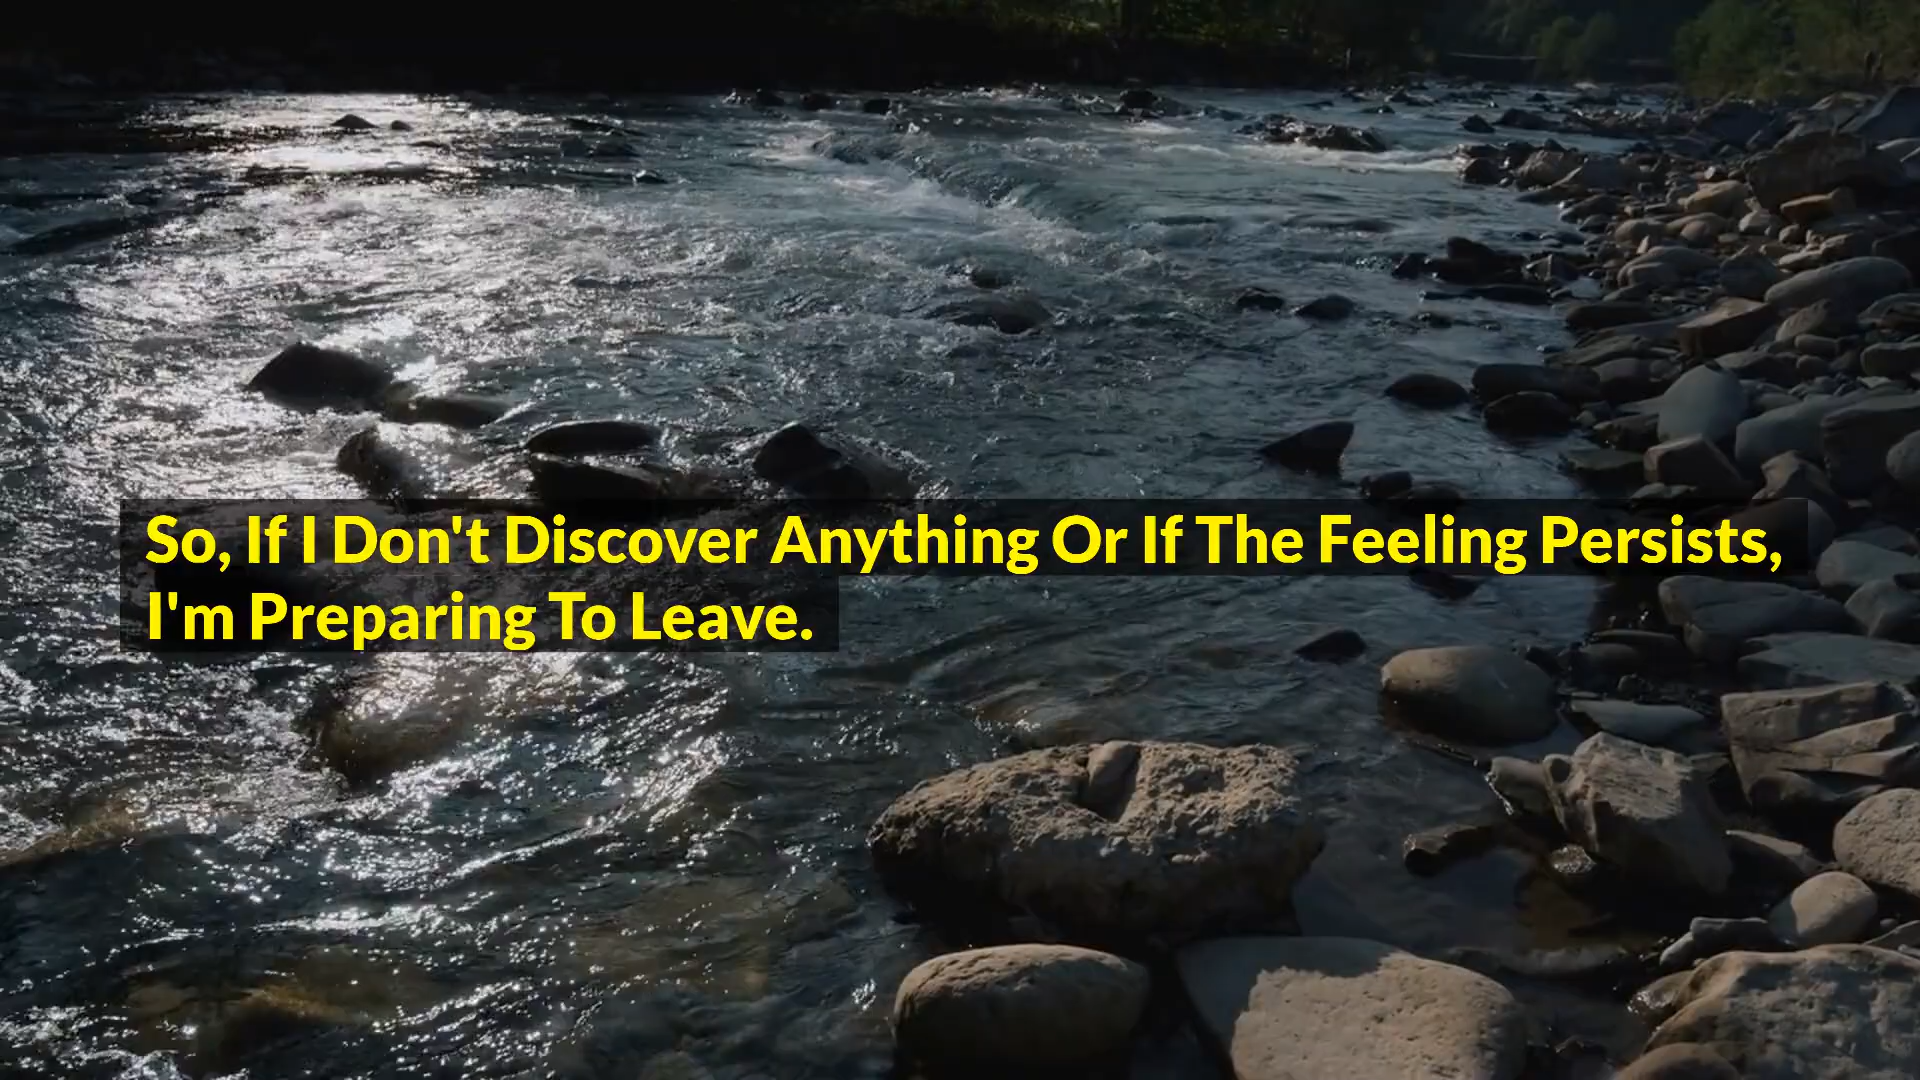 So, If I Don't Discover Anything Or If The Feeling Persists,
I'm Preparing To Leave.